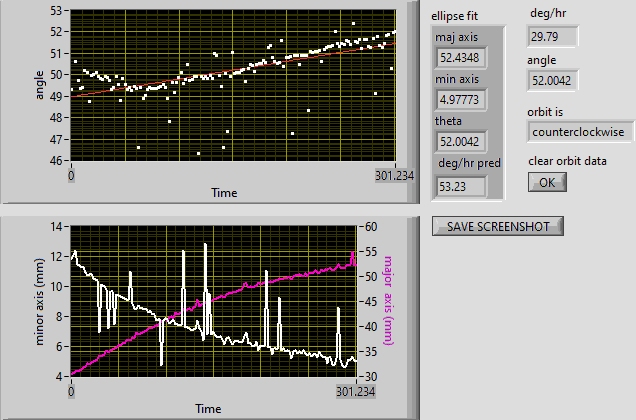 53
52
51
50
49
48
47
46
angle
0
301.234
Time
ellipse fit
maj axis
52.4348
min axis
4.97773
theta
52.0042
deg/hr pred
53.23
deg/hr
29.79
angle
52.0042
orbit is
counterclockwise
clear orbit data
OK
SAVE SCREENSHOT
14
12
10
8
6
4
minor axis (mm)
60
55
50
45
40
35
30
major axis (mm)
0
301.234
Time